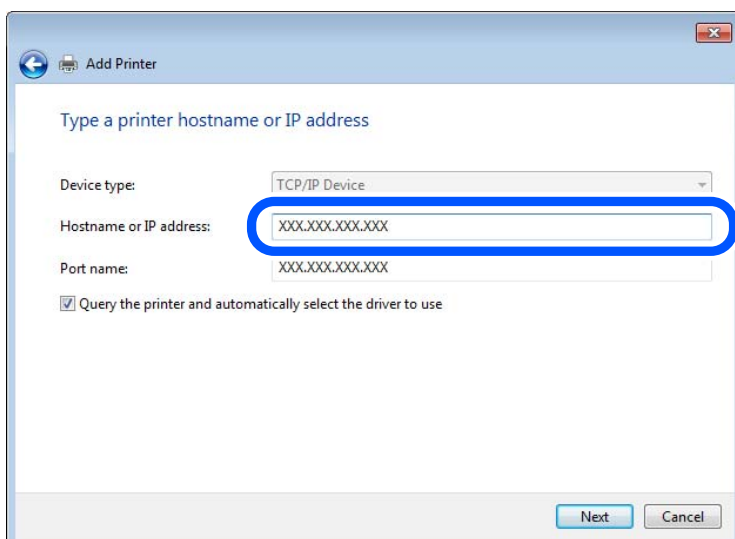 Add Printer
Type a printer hostname or IP address
Device type: TCP/IP Device
Hostname or IP address: XXX.XXX.XXX.XXX
Port name: XXX.XXX.XXX.XXX
Query the printer and automatically select the driver to use
Next Cancel